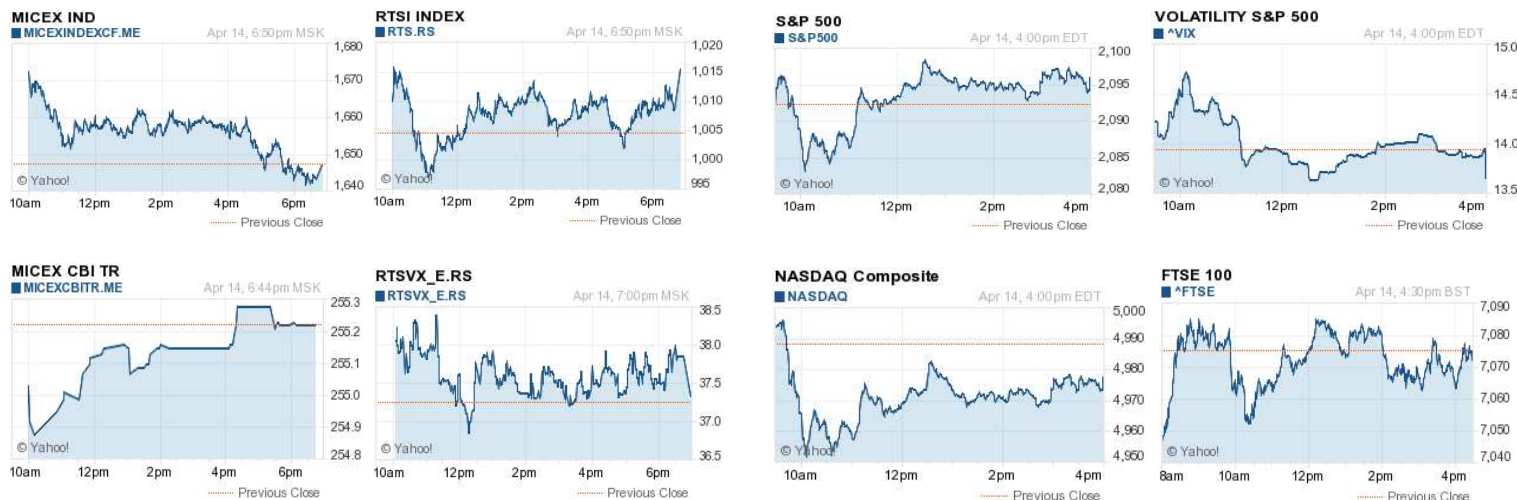 MICEX IND
MICEXINDEXCF.ME Apr 14, 6:50pm MSK
1,680
1,670
1,660
1,650
1,640
© Yahoo!
10am 12pm 2pm 4pm 6pm
Previous Close
RTSI INDEX
RTS.RS Apr 14, 6:50pm MSK
1,020
1,015
1,010
1,005
1,000
995
© Yahoo!
10am 12pm 2pm 4pm 6pm
Previous Close
S&P 500
S&P500 Apr 14, 4:00pm EDT
2,100
2,095
2,090
2,085
2,080
© Yahoo!
10am 12pm 2pm 4pm
Previous Close
VOLATILITY S&P 500
^VIX Apr 14, 4:00pm EDT
15.0
14.5
14.0
13.5
© Yahoo!
10am 12pm 2pm 4pm
Previous Close
MICEX CBI TR
MICEXCBITR.ME Apr 14, 6:44pm MSK
255.3
255.2
255.1
255.0
254.9
254.8
© Yahoo!
10am 12pm 2pm 4pm 6pm
Previous Close
RTSVX_E.RS
RTSVX_E.RS Apr 14, 7:00pm MSK
38.5
38.0
37.5
37.0
36.5
© Yahoo!
10am 12pm 2pm 4pm 6pm
Previous Close
NASDAQ Composite
NASDAQ Apr 14, 4:00pm EDT
5,000
4,990
4,980
4,970
4,960
4,950
© Yahoo!
10am 12pm 2pm 4pm
Previous Close
FTSE 100
^FTSE Apr 14, 4:30pm BST
7,090
7,080
7,070
7,060
7,050
7,040
© Yahoo!
8am 10am 12pm 2pm 4pm
Previous Close